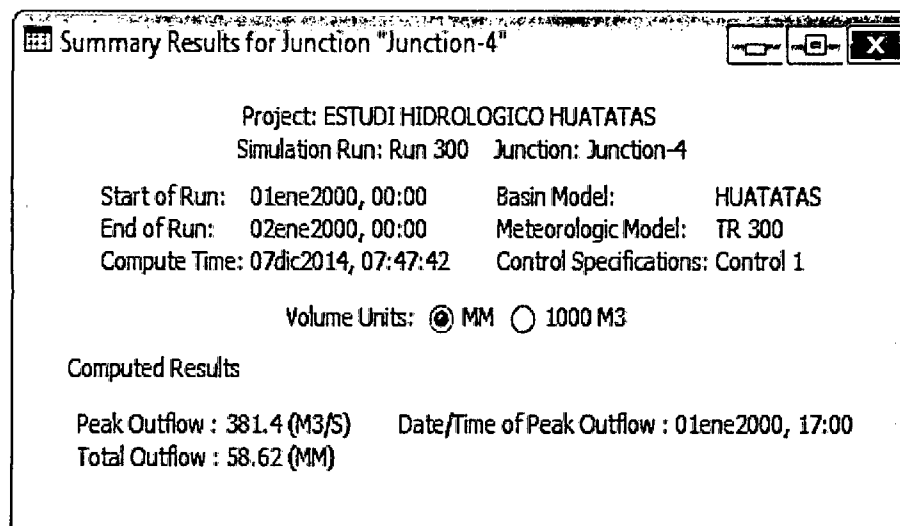 Summary Results for Junction "Junction-4"
Project: ESTUDI HIDROLOGICO HUATATAS
Simulation Run: Run 300 Junction: Junction-4
Start of Run: 01ene2000, 00:00 Basin Model: HUATATAS
End of Run: 02ene2000, 00:00 Meteorologic Model: TR 300
Compute Time: 07dic2014, 07:47:42 Control Specifications: Control 1
Volume Units: MM 1000 M3
Computed Results
Peak Outflow : 381.4 (M3/S) Date/Time of Peak Outflow : 01ene2000, 17:00
Total Outflow : 58.62 (MM)